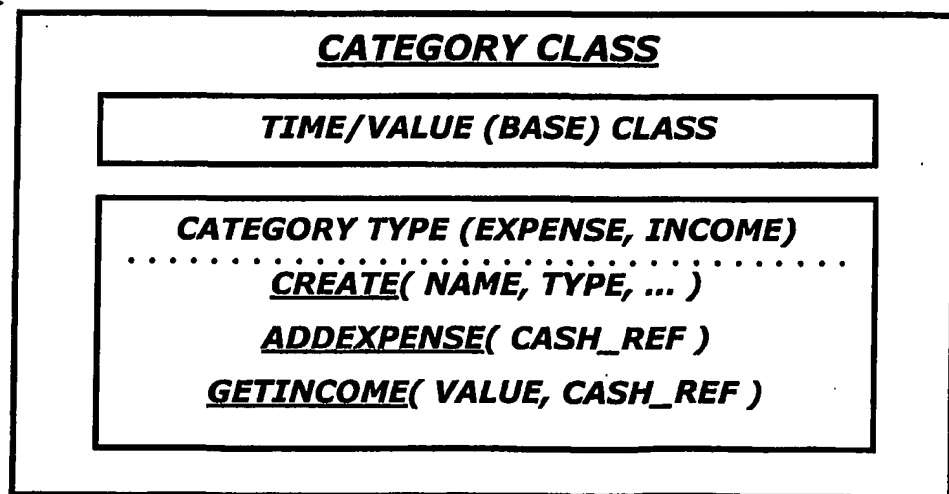 CATEGORY CLASS
TIME/VALUE (BASE) CLASS
CATEGORY TYPE (EXPENSE, INCOME)
CREATE( NAME, TYPE, ... )
ADDEXPENSE( CASH_REF )
GETINCOME( VALUE, CASH_REF )